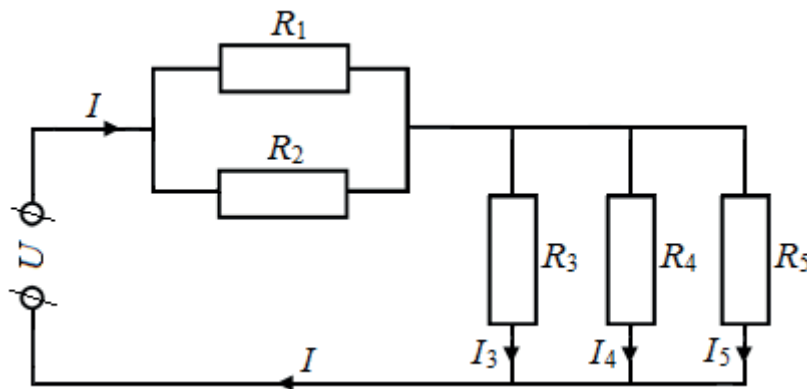 R₁
I
R₂
U
R₃
R₄
R₅
I₃
I₄
I₅
I